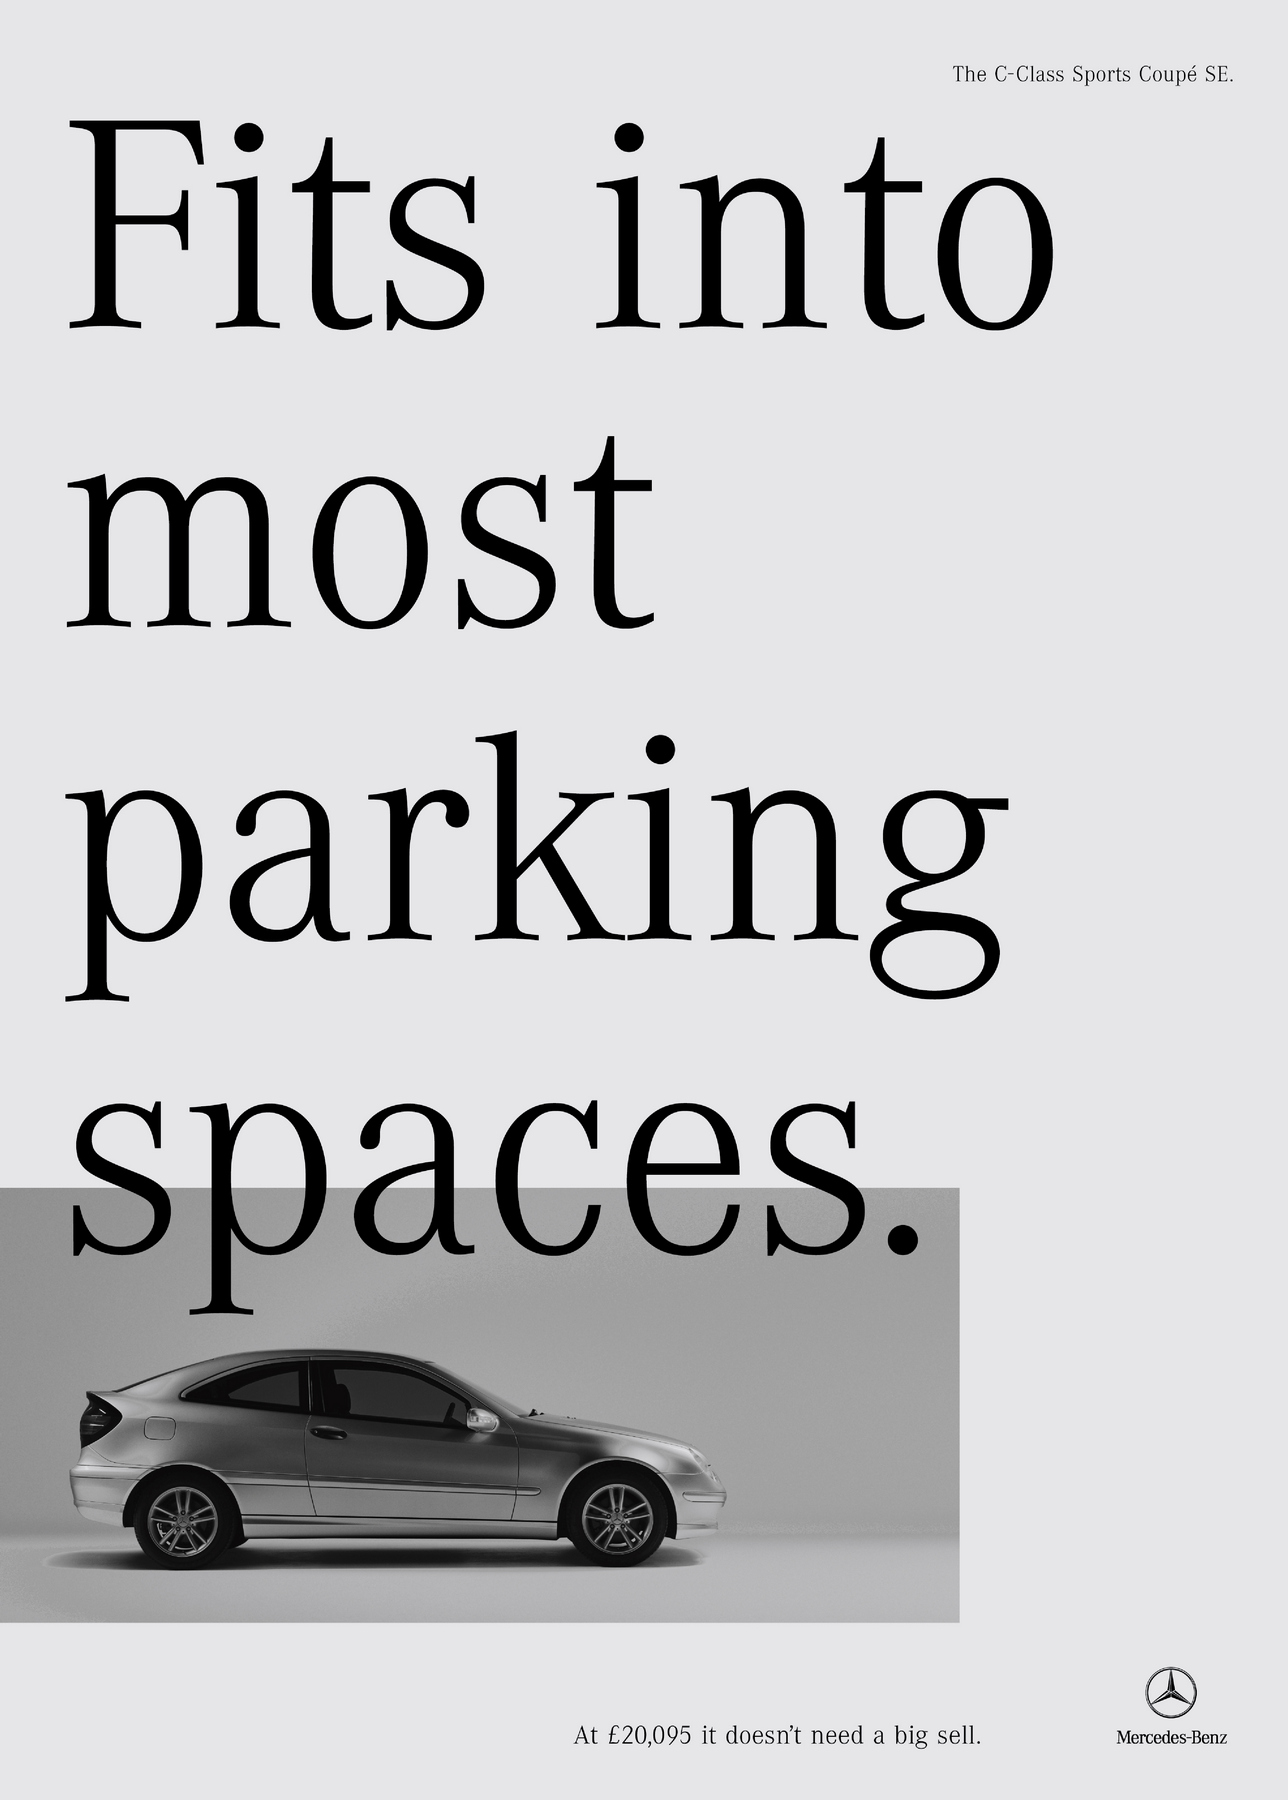 The C-Class Sports Coupé SE.
Fits into
most
parking
spaces.
At £20,095 it doesn't need a big sell.
Mercedes-Benz